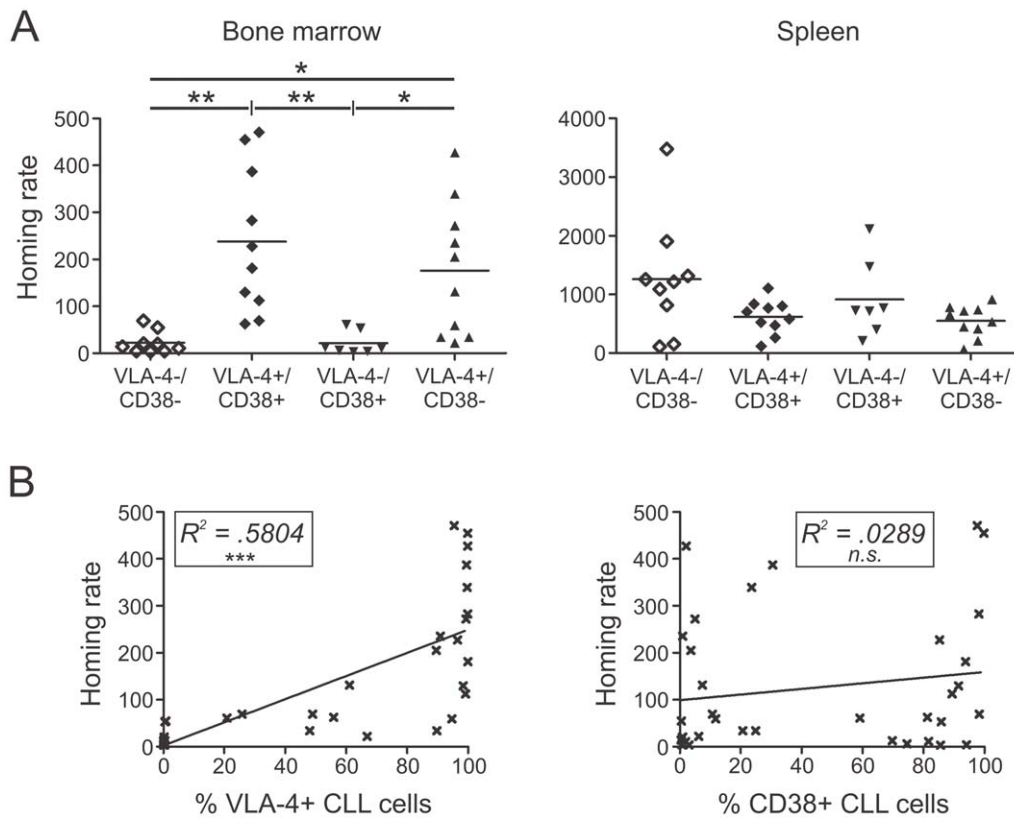 A
Bone marrow
Spleen
*
** ** *
Homing rate
500
400
300
200
100
0
VLA-4-/ VLA-4+/ VLA-4-/ VLA-4+/
CD38- CD38+ CD38+ CD38-
4000
3000
2000
1000
0
VLA-4-/ VLA-4+/ VLA-4-/ VLA-4+/
CD38- CD38+ CD38+ CD38-
B
R² = .5804
***
Homing rate
500
400
300
200
100
0
0 20 40 60 80 100
% VLA-4+ CLL cells
R² = .0289
n.s.
Homing rate
500
400
300
200
100
0
0 20 40 60 80 100
% CD38+ CLL cells